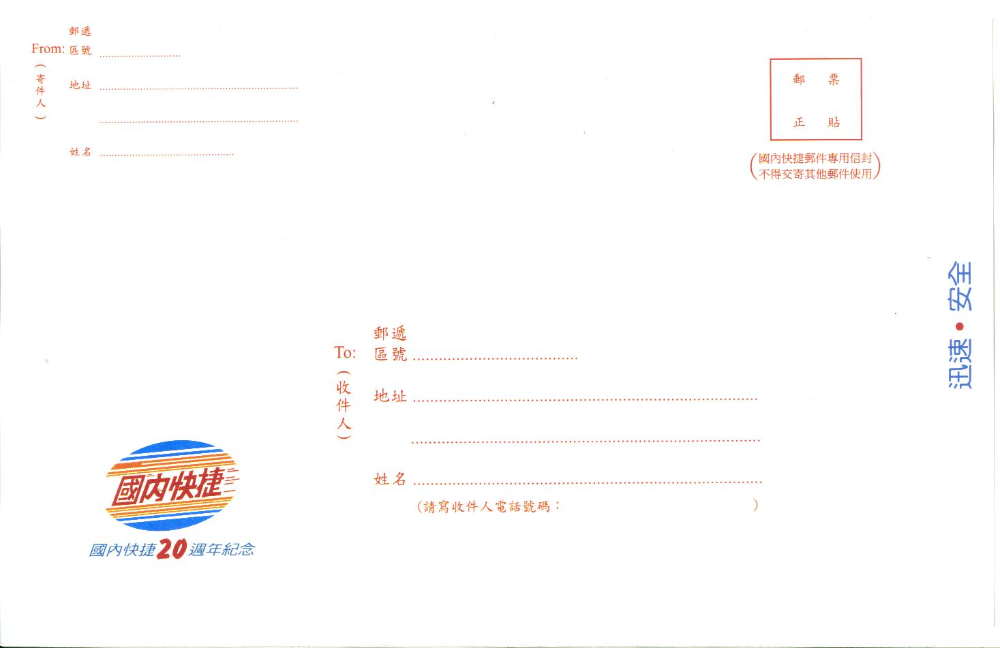 郵遞
From: 區號
(寄件人)
地址
姓名
郵 票
正 貼
(國內快捷郵件專用信封
不得交寄其他郵件使用)
迅速•安全
郵遞
To: 區號
(收件人)
地址
姓名
(請寫收件人電話號碼： )
國內快捷
國內快捷20週年紀念